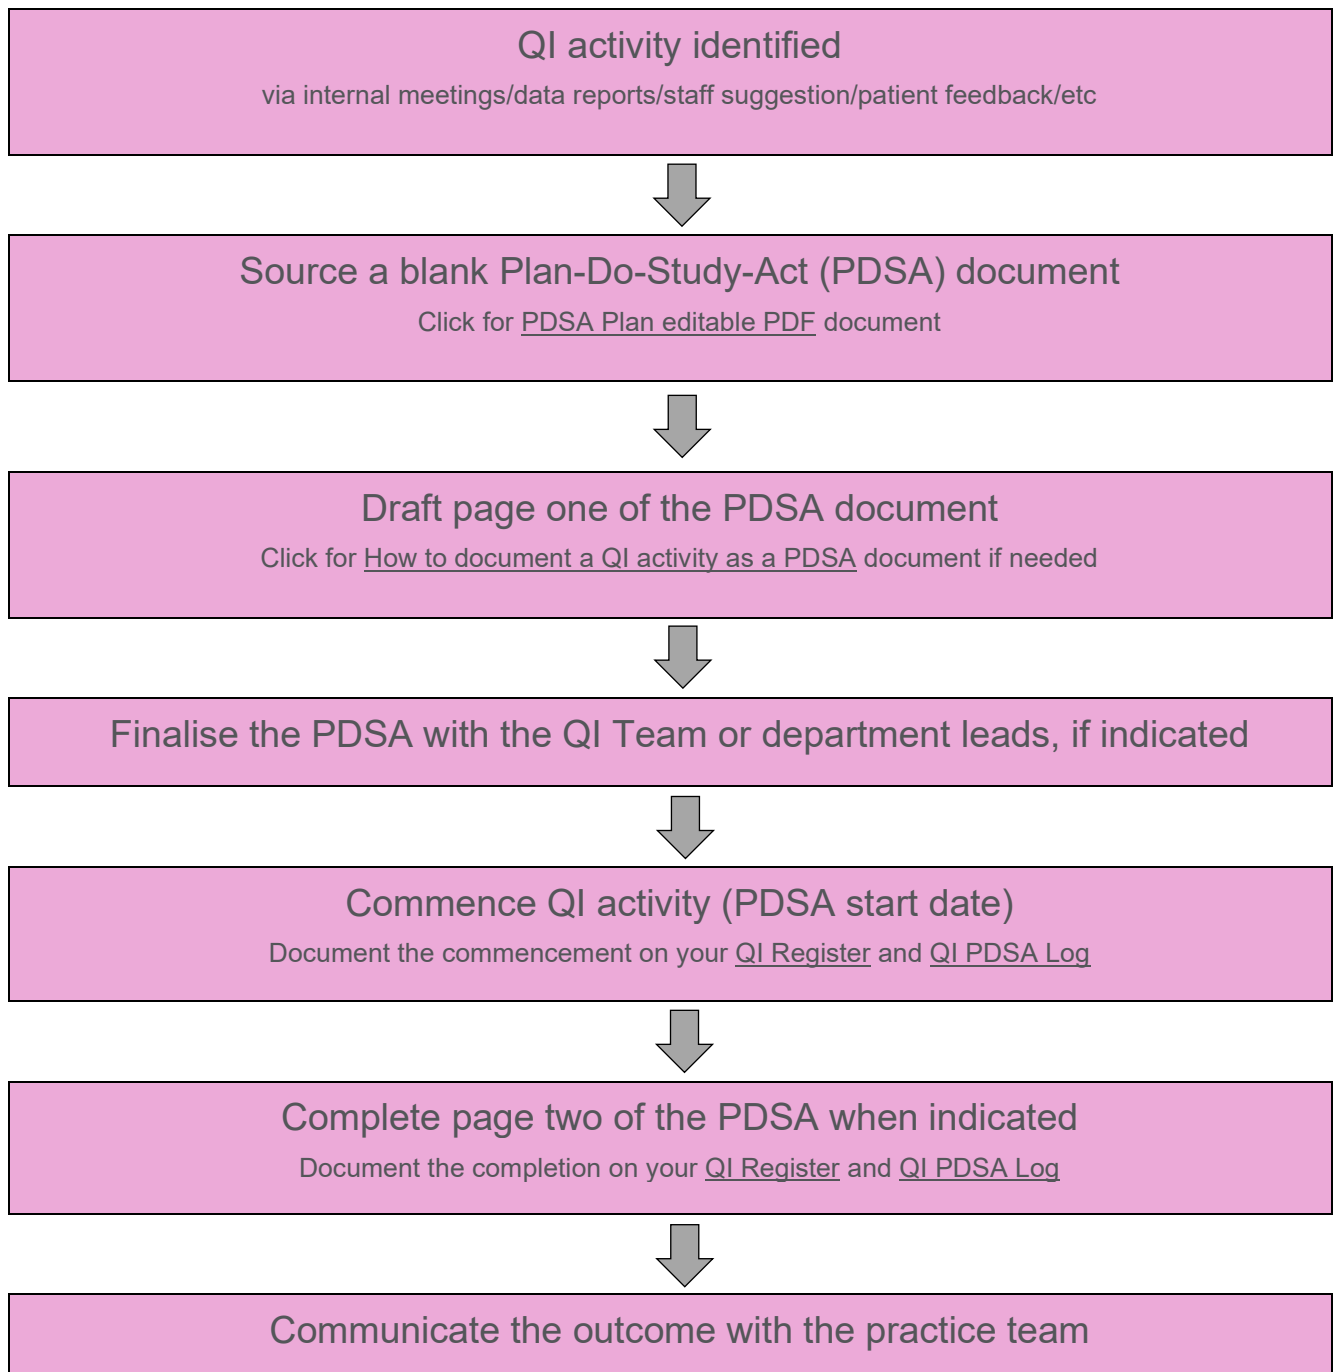 QI activity identified
via internal meetings/data reports/staff suggestion/patient feedback/etc
Source a blank Plan-Do-Study-Act (PDSA) document
Click for PDSA Plan editable PDF document
Draft page one of the PDSA document
Click for How to document a QI activity as a PDSA document if needed
Finalise the PDSA with the QI Team or department leads, if indicated
Commence QI activity (PDSA start date)
Document the commencement on your QI Register and QI PDSA Log
Complete page two of the PDSA when indicated
Document the completion on your QI Register and QI PDSA Log
Communicate the outcome with the practice team